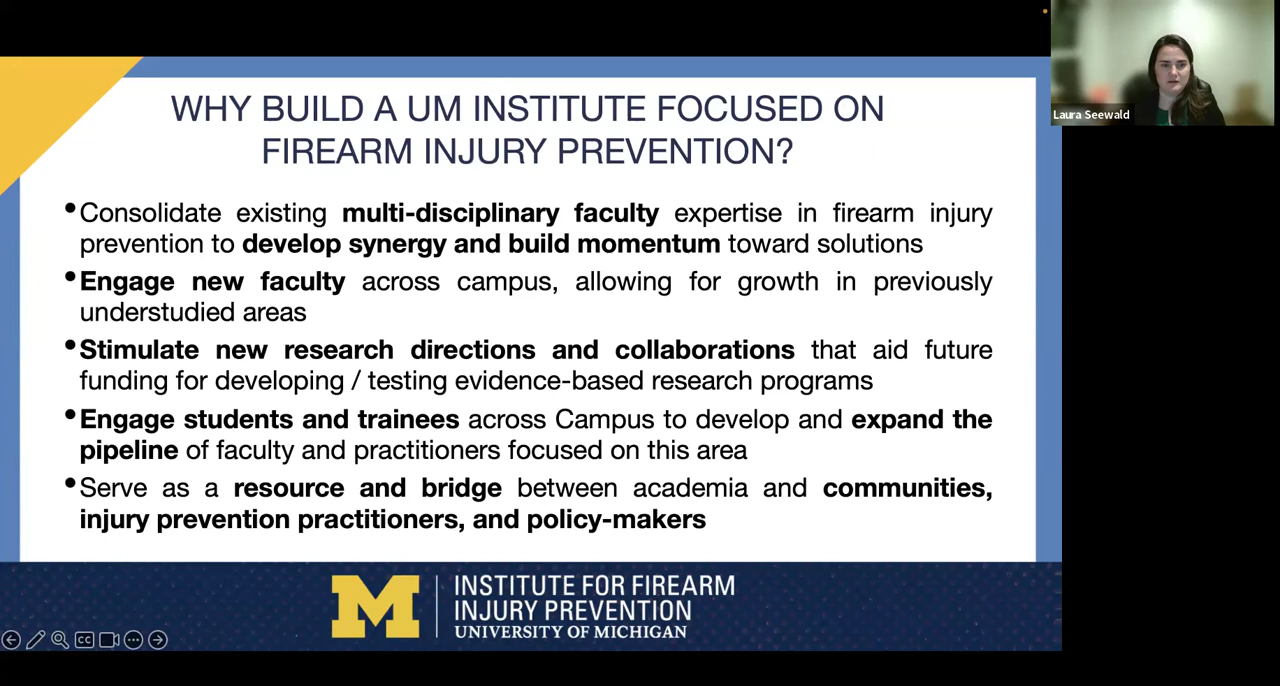 WHY BUILD A UM INSTITUTE FOCUSED ON
FIREARM INJURY PREVENTION?
•Consolidate existing multi-disciplinary faculty expertise in firearm injury
prevention to develop synergy and build momentum toward solutions
•Engage new faculty across campus, allowing for growth in previously
understudied areas
•Stimulate new research directions and collaborations that aid future
funding for developing / testing evidence-based research programs
•Engage students and trainees across Campus to develop and expand the
pipeline of faculty and practitioners focused on this area
•Serve as a resource and bridge between academia and communities,
injury prevention practitioners, and policy-makers
M
INSTITUTE FOR FIREARM
INJURY PREVENTION
UNIVERSITY OF MICHIGAN
CC
Laura Seewald